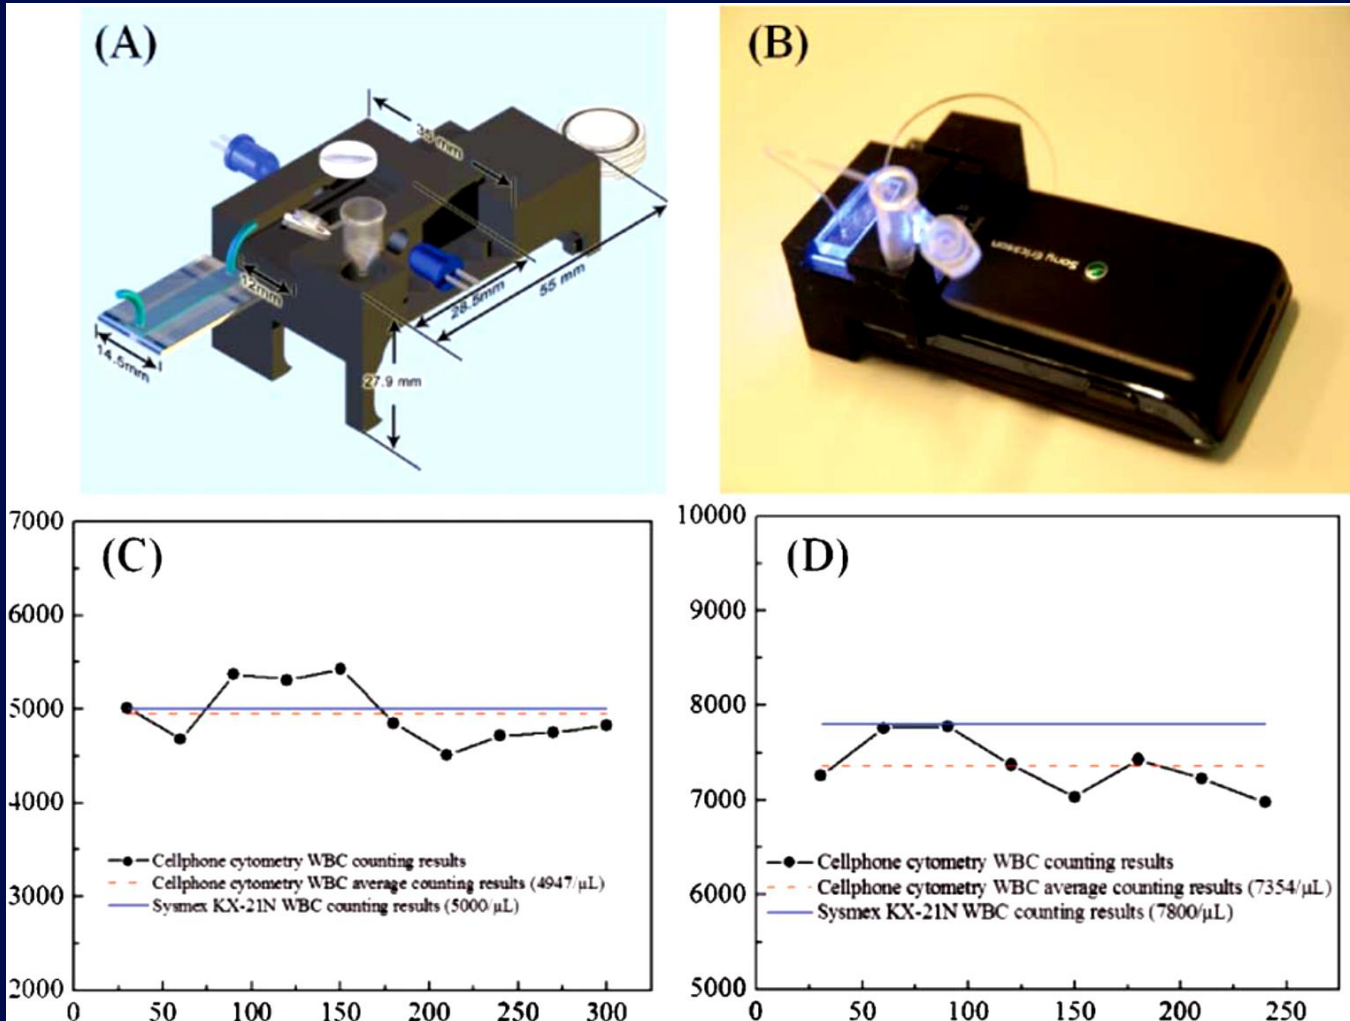 (A)
35 mm
12mm
14.5mm
28.5mm
55 mm
27.9 mm
(B)
Sony Ericsson
(C)
7000
6000
5000
4000
3000
2000
0 50 100 150 200 250 300
Cellphone cytometry WBC counting results
Cellphone cytometry WBC average counting results (4947/µL)
Sysmex KX-21N WBC counting results (5000/µL)
(D)
10000
9000
8000
7000
6000
5000
0 50 100 150 200 250
Cellphone cytometry WBC counting results
Cellphone cytometry WBC average counting results (7354/µL)
Sysmex KX-21N WBC counting results (7800/µL)